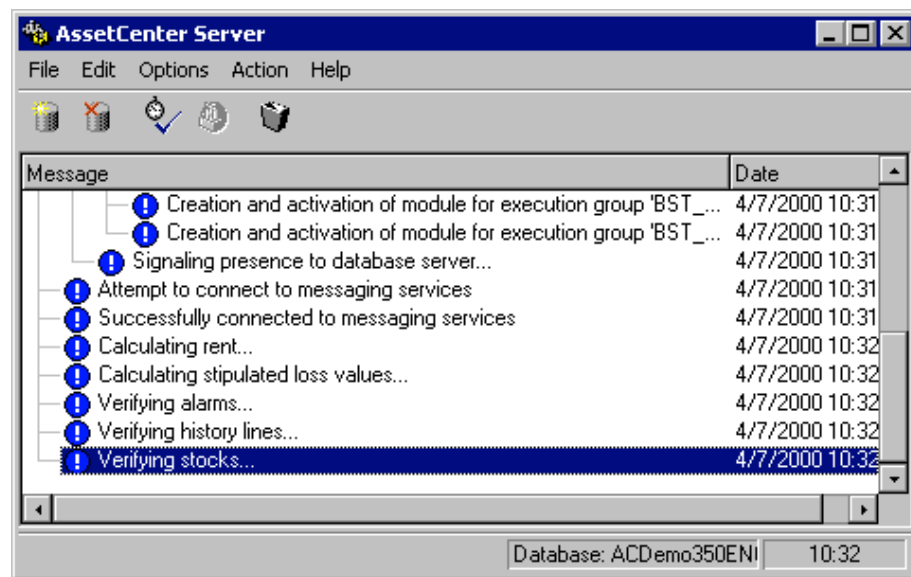 AssetCenter Server
File Edit Options Action Help
Message Date
Creation and activation of module for execution group 'BST_... 4/7/2000 10:31
Creation and activation of module for execution group 'BST_... 4/7/2000 10:31
Signaling presence to database server... 4/7/2000 10:31
Attempt to connect to messaging services 4/7/2000 10:31
Successfully connected to messaging services 4/7/2000 10:31
Calculating rent... 4/7/2000 10:32
Calculating stipulated loss values... 4/7/2000 10:32
Verifying alarms... 4/7/2000 10:32
Verifying history lines... 4/7/2000 10:32
Verifying stocks... 4/7/2000 10:32
Database: ACDemo350EN 10:32